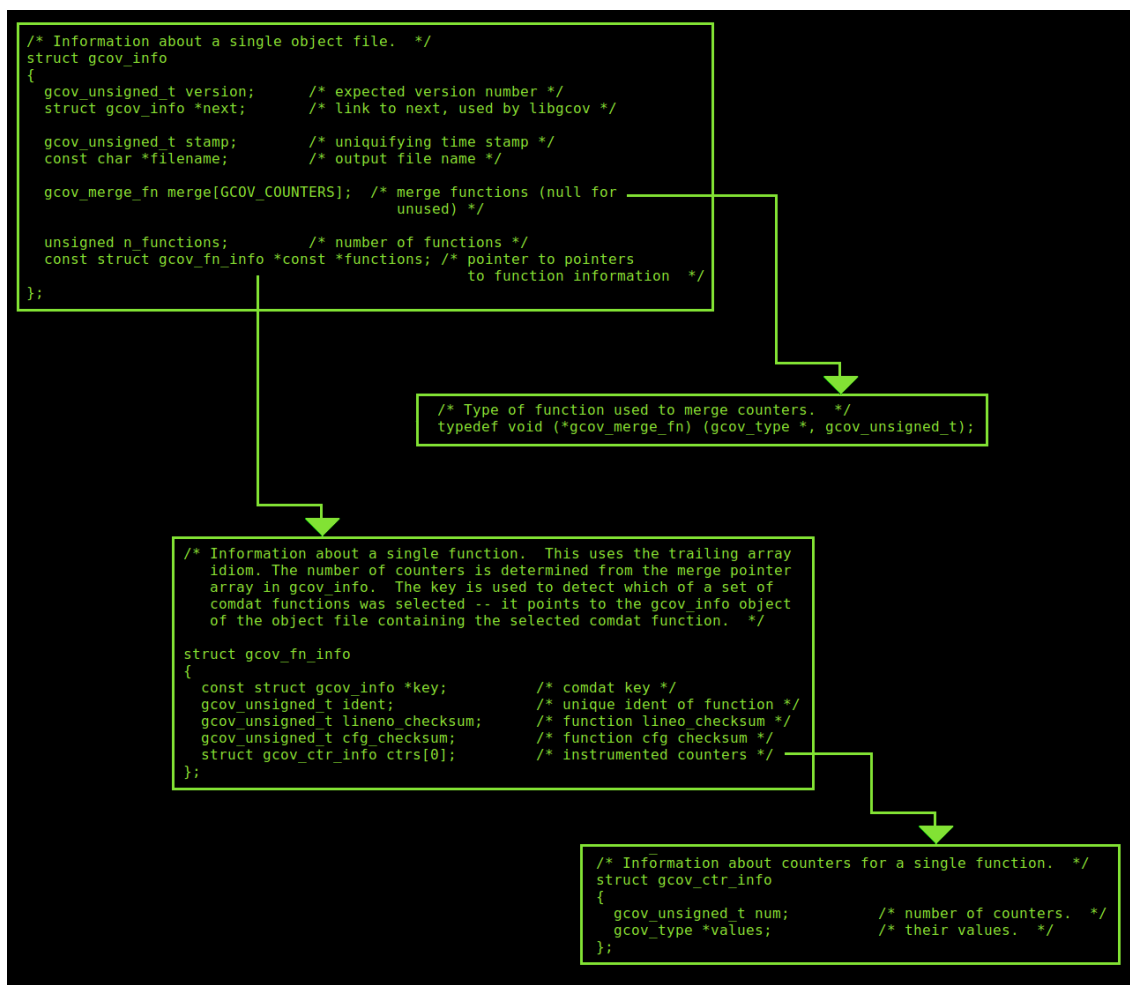 /* Information about a single object file.  */
struct gcov_info
{
  gcov_unsigned_t version;      /* expected version number */
  struct gcov_info *next;       /* link to next, used by libgcov */

  gcov_unsigned_t stamp;        /* uniquifying time stamp */
  const char *filename;         /* output file name */

  gcov_merge_fn merge[GCOV_COUNTERS];  /* merge functions (null for
                                          unused) */

  unsigned n_functions;         /* number of functions */
  const struct gcov_fn_info *const *functions; /* pointer to pointers
                                                  to function information  */
};
/* Type of function used to merge counters.  */
typedef void (*gcov_merge_fn) (gcov_type *, gcov_unsigned_t);
/* Information about a single function.  This uses the trailing array
   idiom. The number of counters is determined from the merge pointer
   array in gcov_info.  The key is used to detect which of a set of
   comdat functions was selected -- it points to the gcov_info object
   of the object file containing the selected comdat function.  */

struct gcov_fn_info
{
  const struct gcov_info *key;          /* comdat key */
  gcov_unsigned_t ident;                /* unique ident of function */
  gcov_unsigned_t lineno_checksum;      /* function lineo_checksum */
  gcov_unsigned_t cfg_checksum;         /* function cfg checksum */
  struct gcov_ctr_info ctrs[0];         /* instrumented counters */
};
/* Information about counters for a single function.  */
struct gcov_ctr_info
{
  gcov_unsigned_t num;          /* number of counters.  */
  gcov_type *values;            /* their values.  */
};